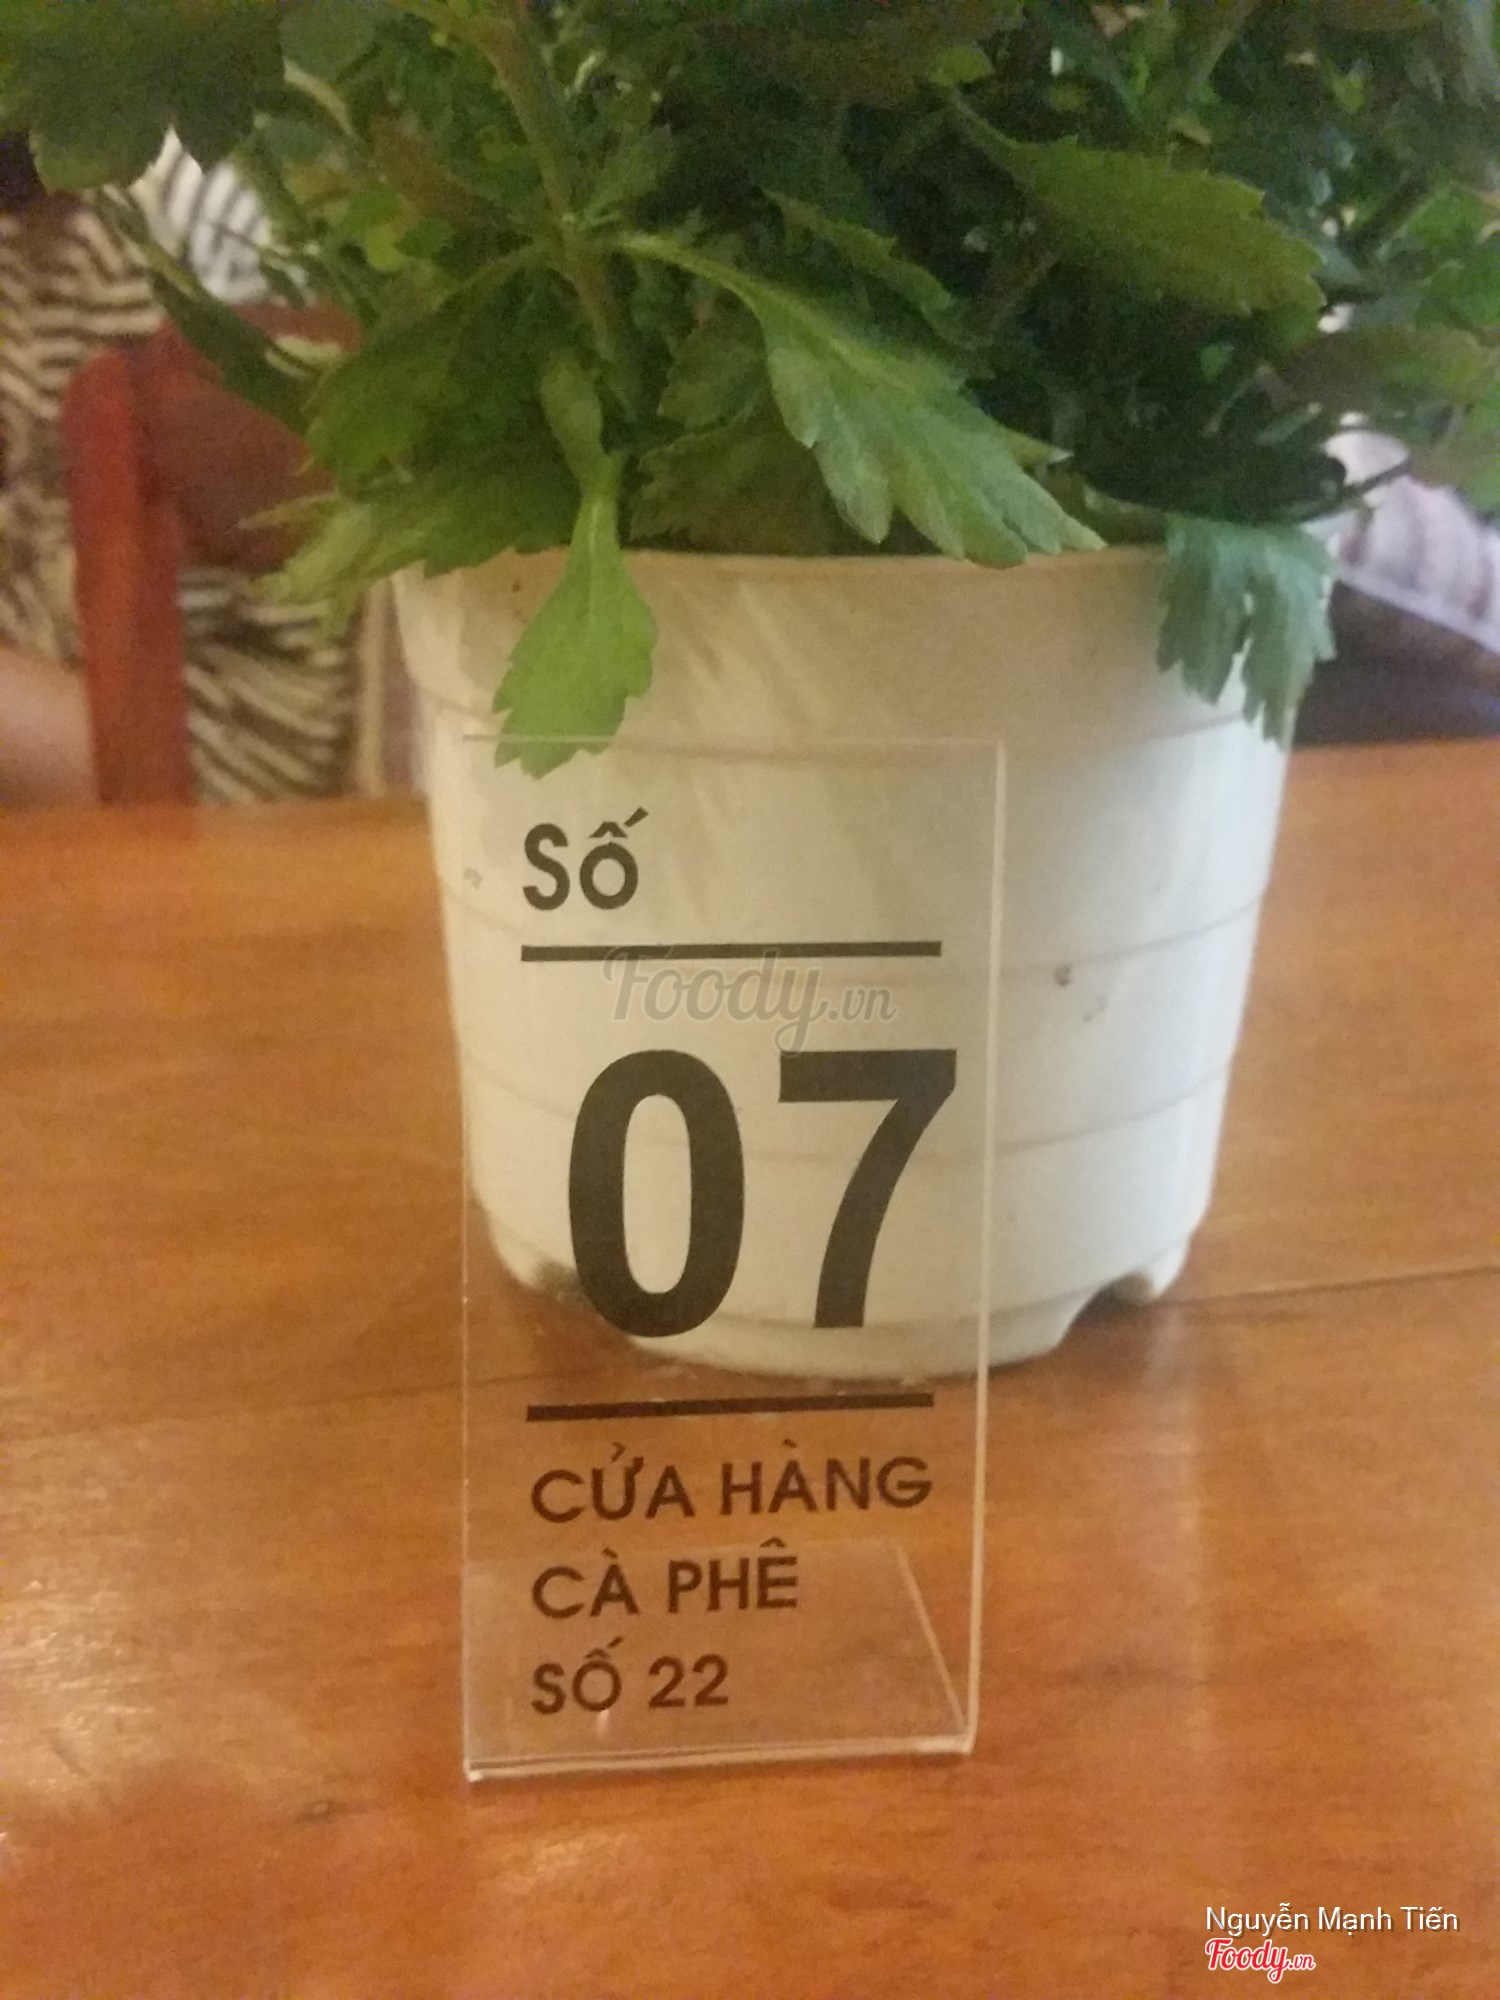 Số
Foody.vn
07
CỬA HÀNG
CÀ PHÊ
SỐ 22
Nguyễn Mạnh Tiến
Foody.vn